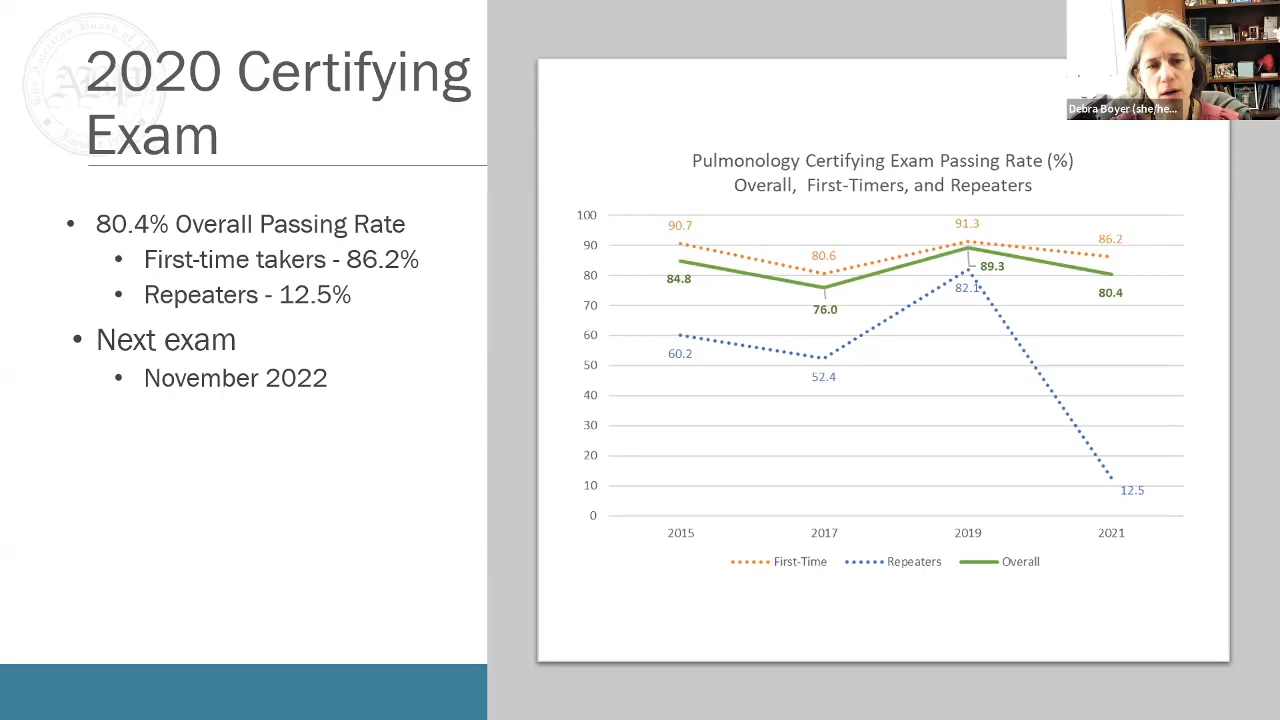 2020 Certifying
Exam
• 80.4% Overall Passing Rate
• First-time takers - 86.2%
• Repeaters - 12.5%
• Next exam
• November 2022
Debra Boyer (she/he...
Pulmonology Certifying Exam Passing Rate (%)
Overall,  First-Timers, and Repeaters
100
90
80
70
60
50
40
30
20
10
0
90.7
80.6
91.3
86.2
84.8
76.0
89.3
80.4
60.2
52.4
82.1
12.5
2015
2017
2019
2021
First-Time
Repeaters
Overall